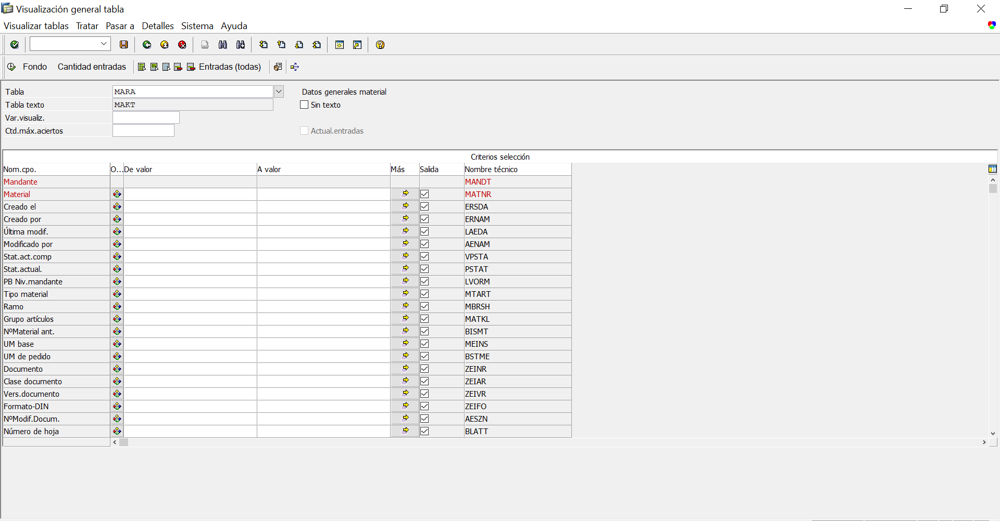 Visualización general tabla
Visualizar tablas Tratar Pasar a Detalles Sistema Ayuda
Fondo Cantidad entradas Entradas (todas)
Tabla MARA Datos generales material
Tabla texto MAKT Sin texto
Var.visualiz.
Ctd.máx.aciertos Actual.entradas
Criterios selección
Nom.cpo. O... De valor A valor Más Salida Nombre técnico
Mandante MANDT
Material MATNR
Creado el ERSDA
Creado por ERNAM
Última modif. LAEDA
Modificado por AENAM
Stat.act.comp VPSTA
Stat.actual. PSTAT
PB Niv.mandante LVORM
Tipo material MTART
Ramo MBRSH
Grupo artículos MATKL
NºMaterial ant. BISMT
UM base MEINS
UM de pedido BSTME
Documento ZEINR
Clase documento ZEIAR
Vers.documento ZEIVR
Formato-DIN ZEIFO
NºModif.Docum. AESZN
Número de hoja BLATT